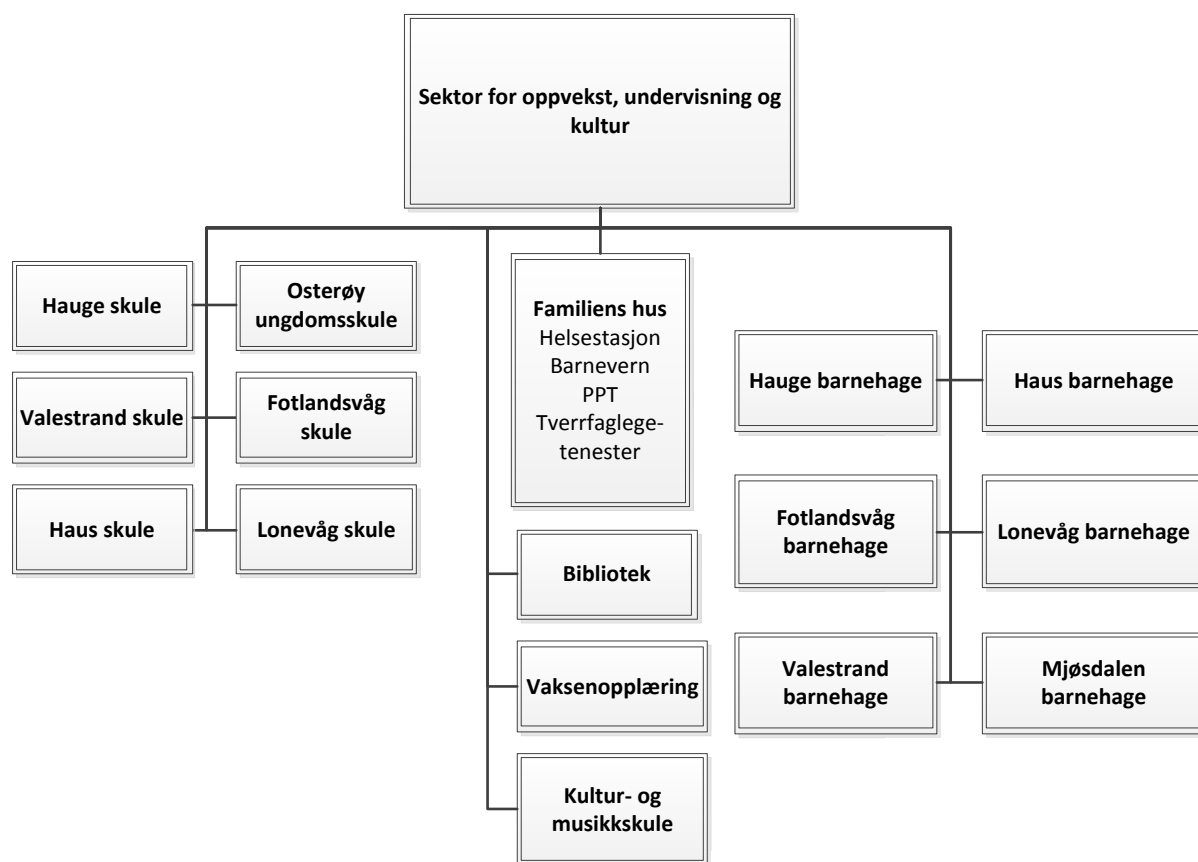 Sektor for oppvekst, undervisning og
kultur
Hauge skule
Osterøy
ungdomsskule
Valestrand skule
Fotlandsvåg
skule
Haus skule
Lonevåg skule
Familiens hus
Helsestasjon
Barnevern
PPT
Tverrfaglege-
tenester
Bibliotek
Vaksenopplæring
Kultur- og
musikkskule
Hauge barnehage
Haus barnehage
Fotlandsvåg
barnehage
Lonevåg barnehage
Valestrand
barnehage
Mjøsdalen
barnehage